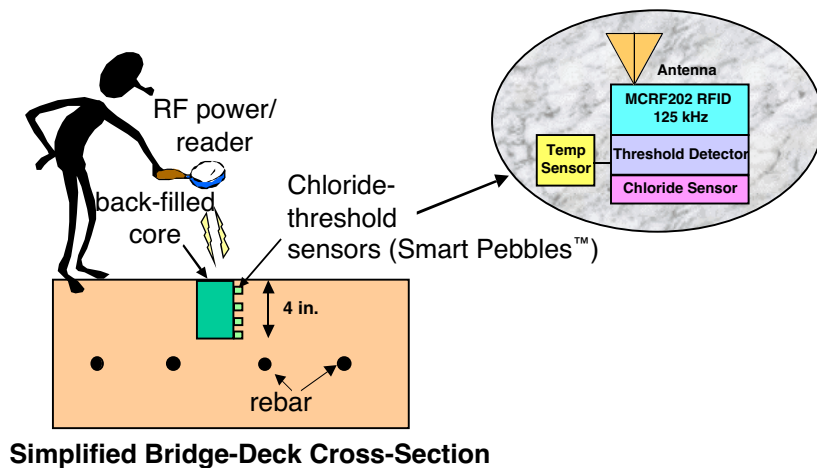 RF power/
reader
back-filled
core
Chloride-
threshold
sensors (Smart Pebbles™)
4 in.
rebar
Simplified Bridge-Deck Cross-Section
Antenna
MCRF202 RFID
125 kHz
Temp
Sensor
Threshold Detector
Chloride Sensor